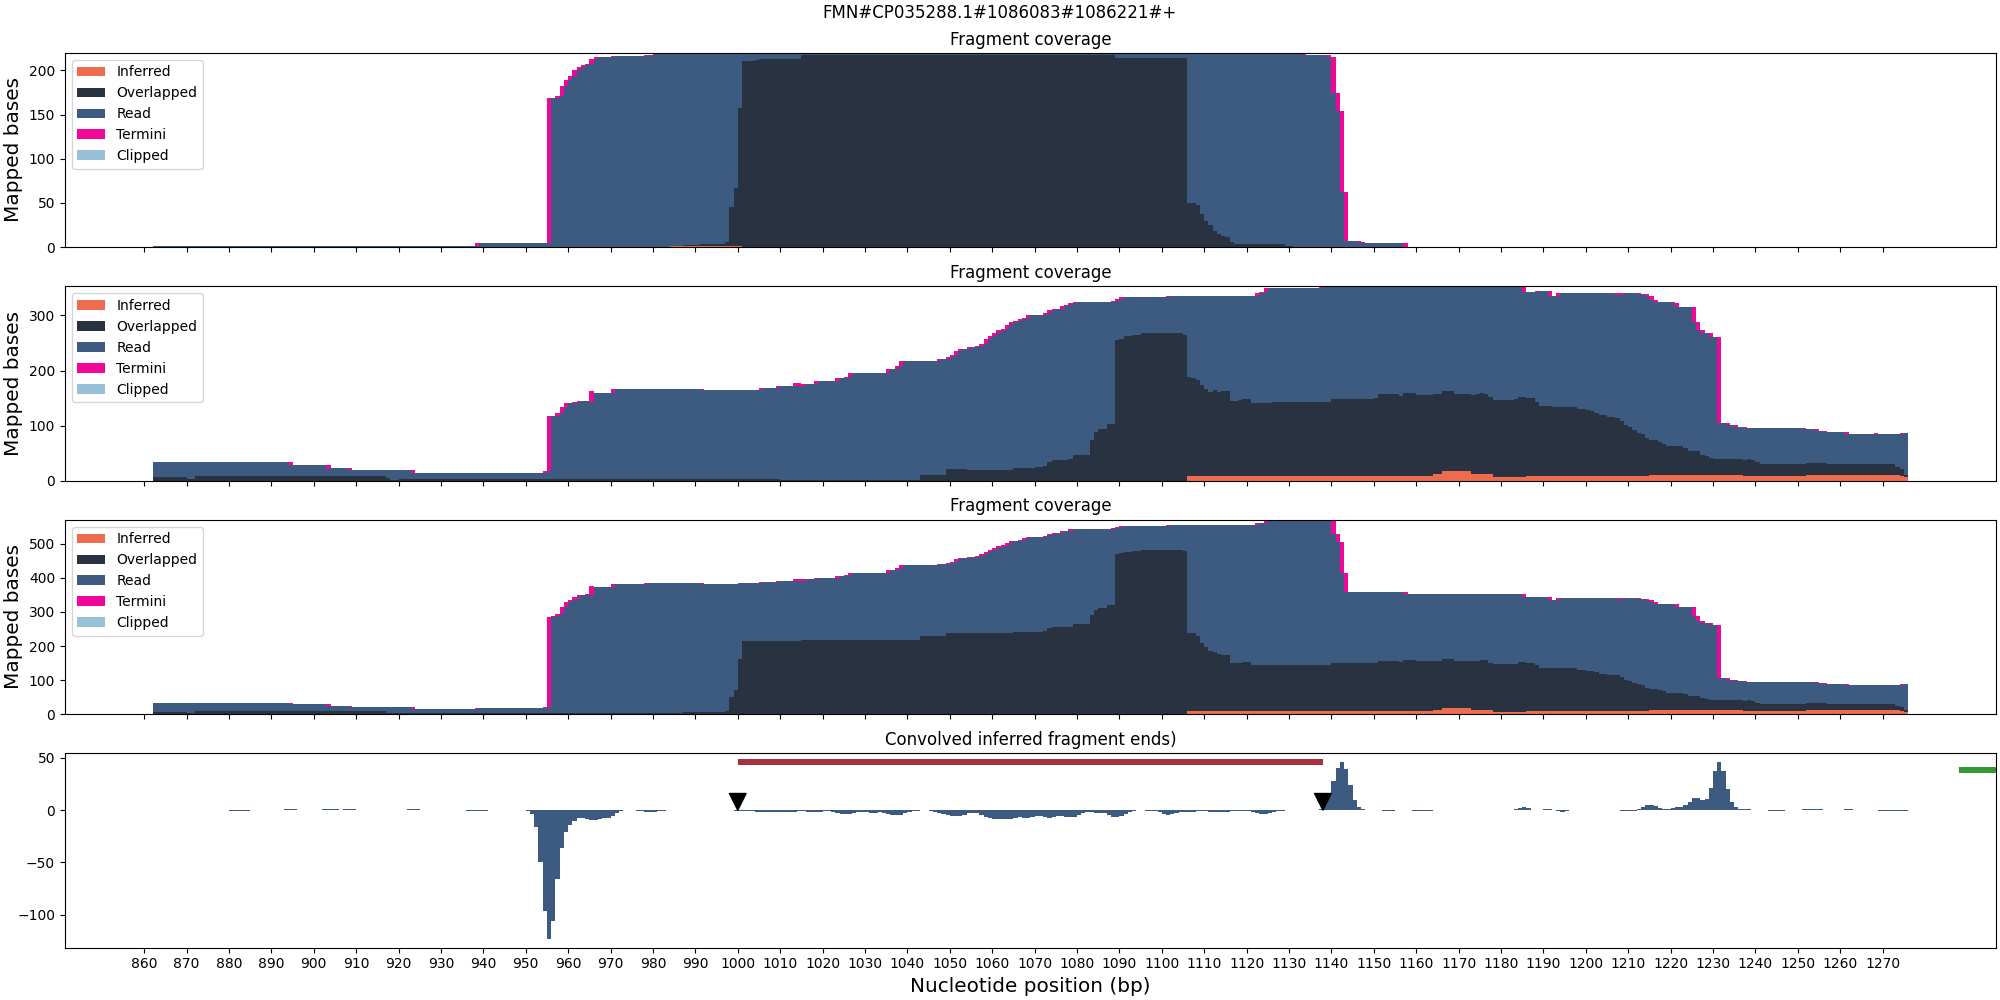 FMN#CP035288.1#1086083#1086221#+
Fragment coverage
Mapped bases
200
150
100
50
0
Inferred
Overlapped
Read
Termini
Clipped
Fragment coverage
Mapped bases
300
200
100
0
Inferred
Overlapped
Read
Termini
Clipped
Fragment coverage
Mapped bases
500
400
300
200
100
0
Inferred
Overlapped
Read
Termini
Clipped
Convolved inferred fragment ends)
50
0
−50
−100
860 870 880 890 900 910 920 930 940 950 960 970 980 990 1000 1010 1020 1030 1040 1050 1060 1070 1080 1090 1100 1110 1120 1130 1140 1150 1160 1170 1180 1190 1200 1210 1220 1230 1240 1250 1260 1270
Nucleotide position (bp)